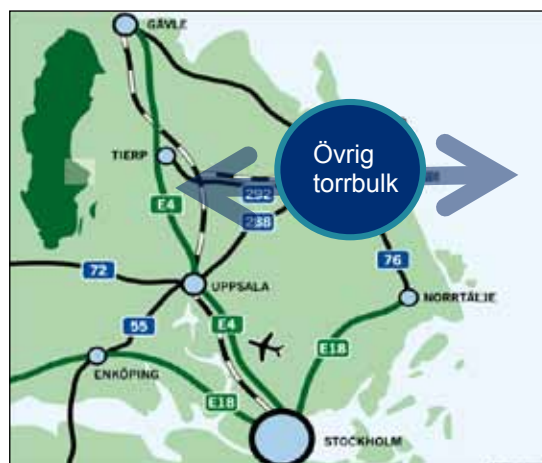 GÄVLE
Övrig
torrbulk
TIERP
292
E4
288
72
UPPSALA
76
NORRTÄLJE
55
E4
E18
ENKÖPING
E18
STOCKHOLM